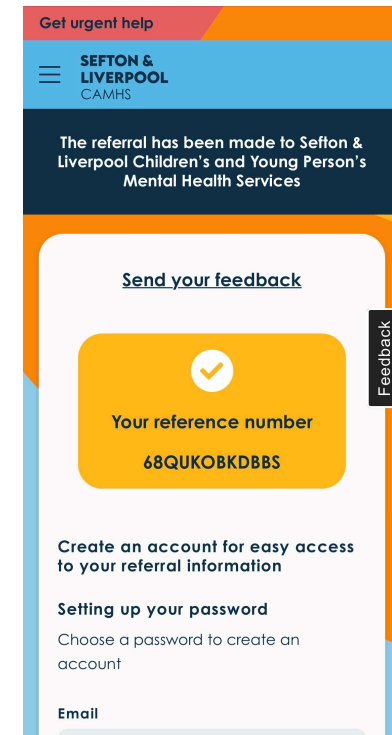 Get urgent help
SEFTON &
LIVERPOOL
CAMHS
The referral has been made to Sefton &
Liverpool Children's and Young Person's
Mental Health Services
Send your feedback
Feedback
Your reference number
68QUKOBKDBBS
Create an account for easy access
to your referral information
Setting up your password
Choose a password to create an
account
Email